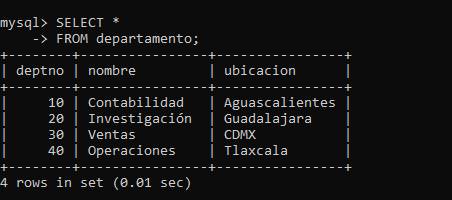 mysql> SELECT *
    -> FROM departamento;
+--------+---------------+----------------+
| deptno | nombre        | ubicacion      |
+--------+---------------+----------------+
|     10 | Contabilidad  | Aguascalientes |
|     20 | Investigación | Guadalajara    |
|     30 | Ventas        | CDMX           |
|     40 | Operaciones   | Tlaxcala       |
+--------+---------------+----------------+
4 rows in set (0.01 sec)